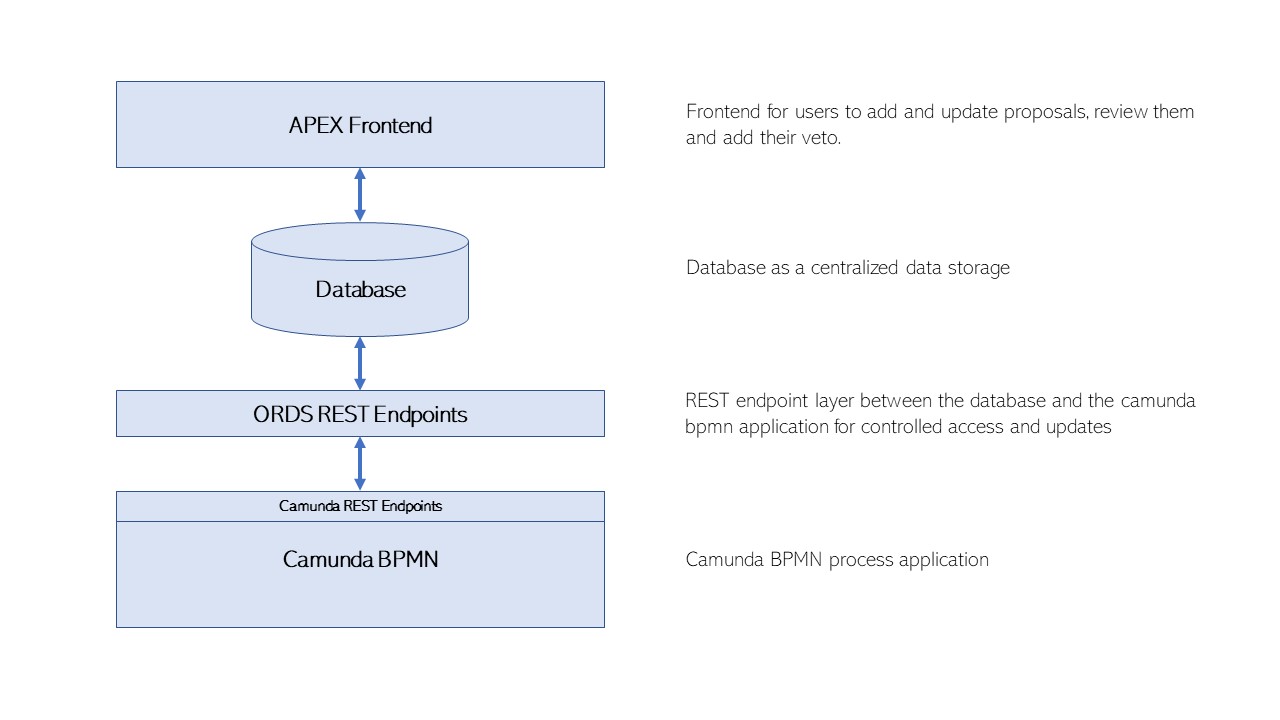 APEX Frontend
Frontend for users to add and update proposals, review them
and add their veto.
Database
Database as a centralized data storage
ORDS REST Endpoints
REST endpoint layer between the database and the camunda
bpmn application for controlled access and updates
Camunda REST Endpoints
Camunda BPMN
Camunda BPMN process application